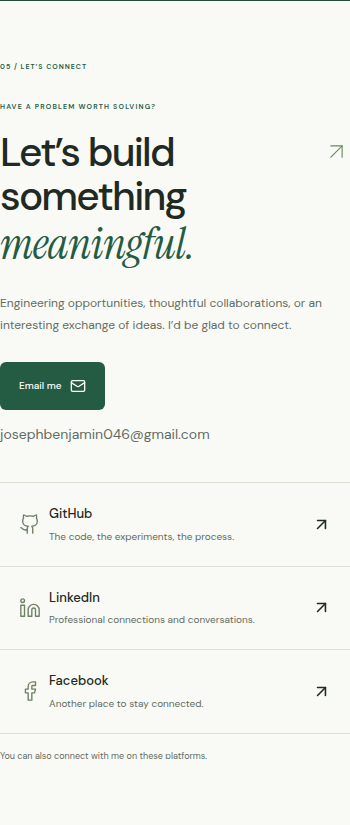 05 / LET'S CONNECT
HAVE A PROBLEM WORTH SOLVING?
Let's build
something
meaningful.
Engineering opportunities, thoughtful collaborations, or an
interesting exchange of ideas. I'd be glad to connect.
Email me
josephbenjamin046@gmail.com
GitHub
The code, the experiments, the process.
LinkedIn
Professional connections and conversations.
Facebook
Another place to stay connected.
You can also connect with me on these platforms.